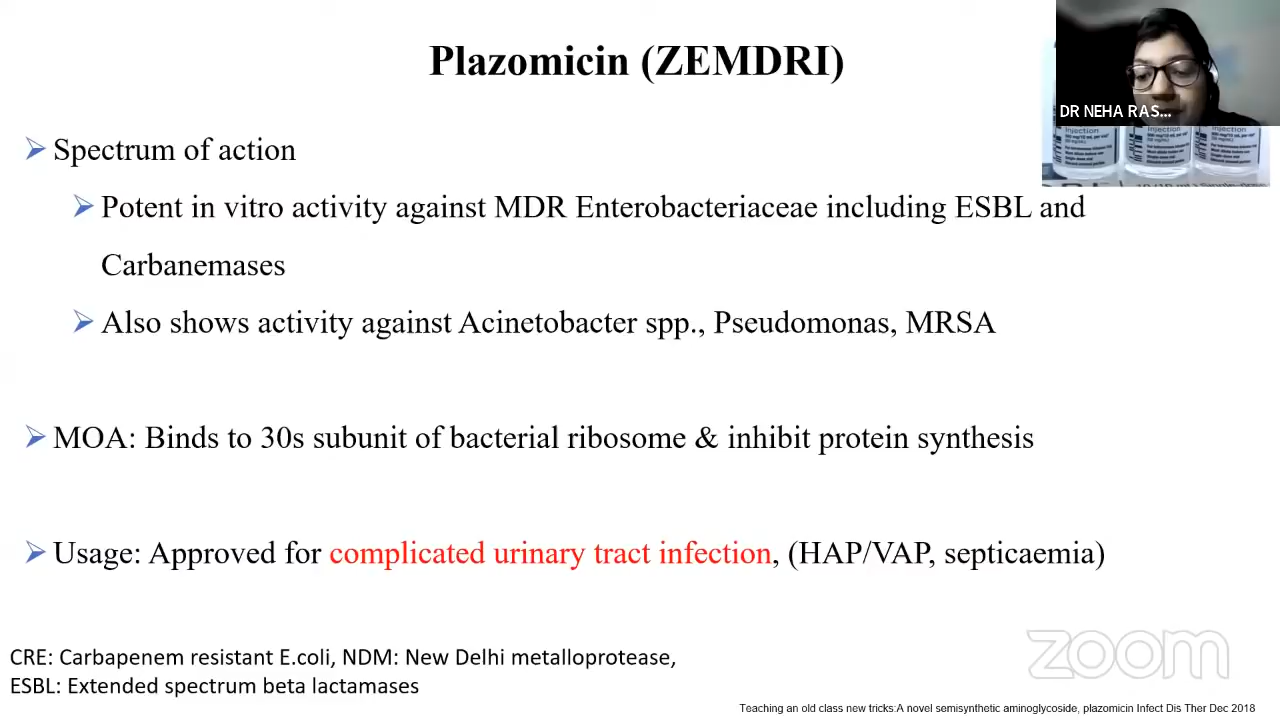 Plazomicin (ZEMDRI)
DR NEHA RAS...
Injection
Injection
Injection
Spectrum of action
Potent in vitro activity against MDR Enterobacteriaceae including ESBL and
Carbanemases
Also shows activity against Acinetobacter spp., Pseudomonas, MRSA
MOA: Binds to 30s subunit of bacterial ribosome & inhibit protein synthesis
Usage: Approved for complicated urinary tract infection, (HAP/VAP, septicaemia)
CRE: Carbapenem resistant E.coli, NDM: New Delhi metalloprotease,
ESBL: Extended spectrum beta lactamases
zoom
Teaching an old class new tricks:A novel semisynthetic aminoglycoside, plazomicin Infect Dis Ther Dec 2018